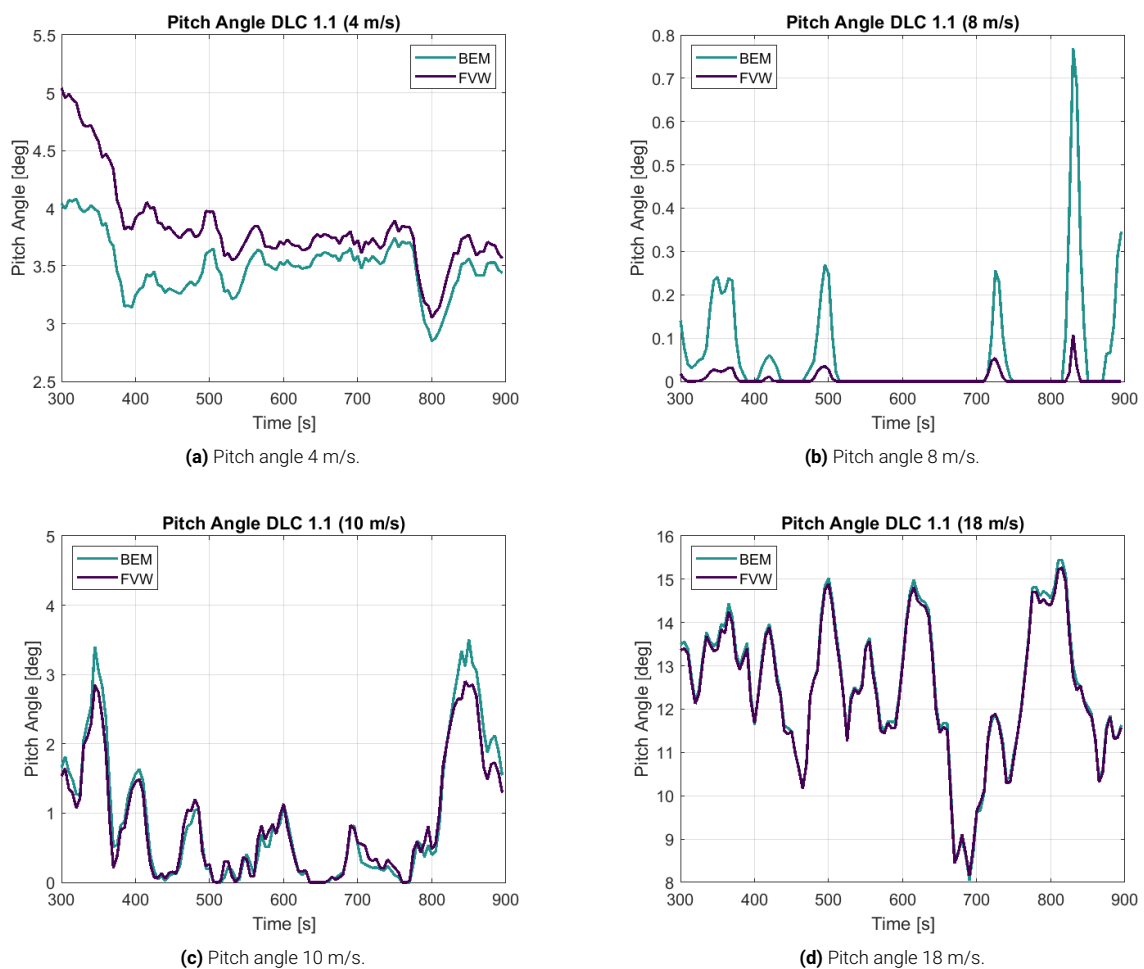 Pitch Angle DLC 1.1 (4 m/s)
5.5
5
4.5
4
3.5
3
2.5
Pitch Angle [deg]
BEM
FVW
300 400 500 600 700 800 900
Time [s]
(a) Pitch angle 4 m/s.
Pitch Angle DLC 1.1 (8 m/s)
0.8
0.7
0.6
0.5
0.4
0.3
0.2
0.1
0
Pitch Angle [deg]
BEM
FVW
300 400 500 600 700 800 900
Time [s]
(b) Pitch angle 8 m/s.
Pitch Angle DLC 1.1 (10 m/s)
5
4
3
2
1
0
Pitch Angle [deg]
BEM
FVW
300 400 500 600 700 800 900
Time [s]
(c) Pitch angle 10 m/s.
Pitch Angle DLC 1.1 (18 m/s)
16
15
14
13
12
11
10
9
8
Pitch Angle [deg]
BEM
FVW
300 400 500 600 700 800 900
Time [s]
(d) Pitch angle 18 m/s.